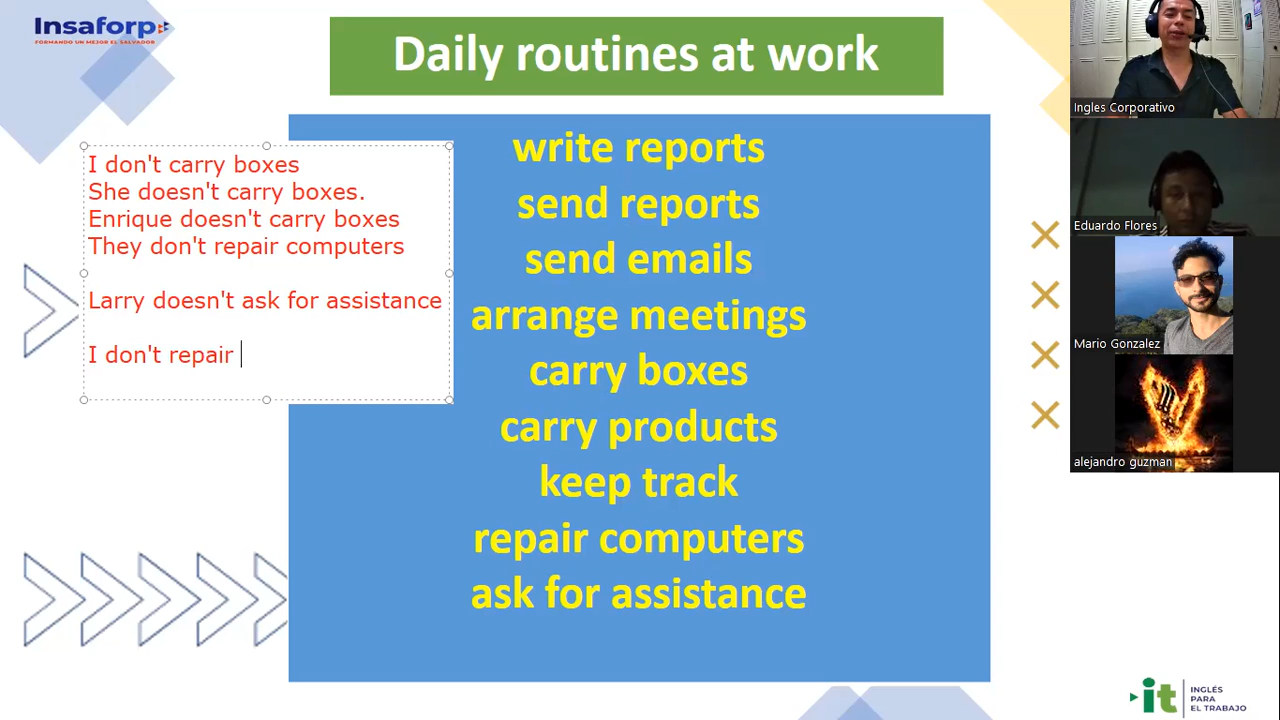 Insaforp
FORMANDO UN MEJOR EL SALVADOR
Daily routines at work
I don't carry boxes
She doesn't carry boxes.
Enrique doesn't carry boxes
They don't repair computers
Larry doesn't ask for assistance
I don't repair
write reports
send reports
send emails
arrange meetings
carry boxes
carry products
keep track
repair computers
ask for assistance
Ingles Corporativo
Eduardo Flores
Mario Gonzalez
alejandro guzman
it
INGLÉS
PARA
EL TRABAJO